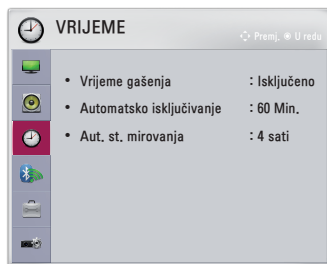 VRIJEME
Premj. U redu
• Vrijeme gašenja : Isključeno
• Automatsko isključivanje : 60 Min.
• Aut. st. mirovanja : 4 sati